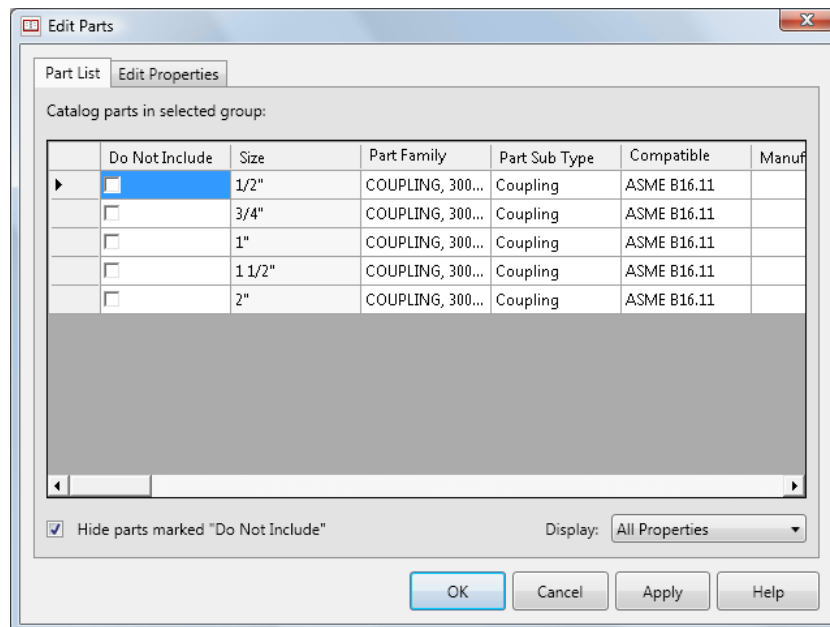 Edit Parts
Part List Edit Properties
Catalog parts in selected group:
Do Not Include Size Part Family Part Sub Type Compatible Manuf
1/2" COUPLING, 300... Coupling ASME B16.11
3/4" COUPLING, 300... Coupling ASME B16.11
1" COUPLING, 300... Coupling ASME B16.11
1 1/2" COUPLING, 300... Coupling ASME B16.11
2" COUPLING, 300... Coupling ASME B16.11
Hide parts marked "Do Not Include" Display: All Properties
OK Cancel Apply Help